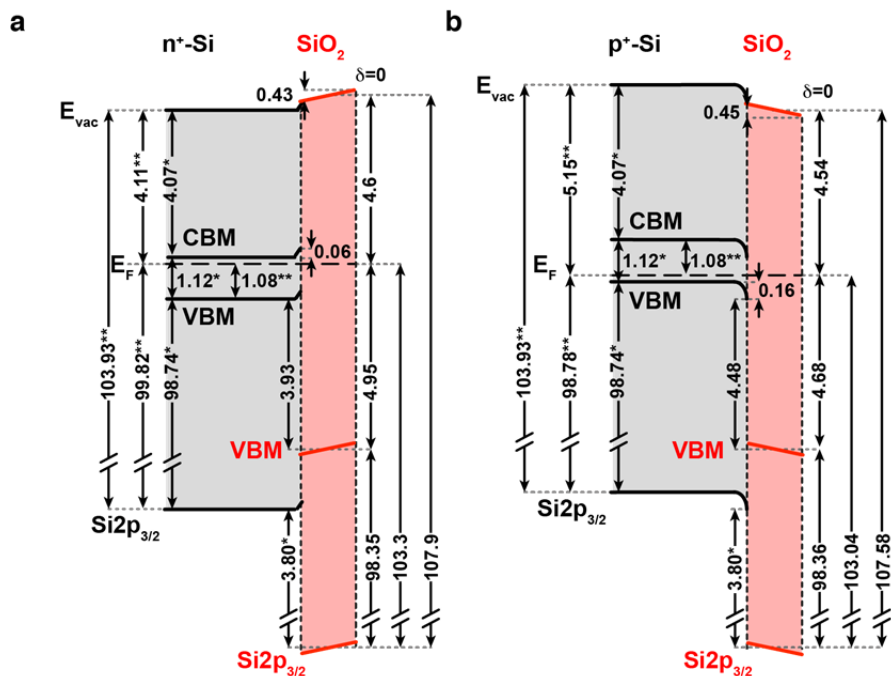 a
n⁺-Si
SiO₂
E_vac
0.43
δ=0
103.93**
4.11**
4.07*
4.6
CBM
0.06
E_F
1.12*
1.08**
VBM
99.82**
98.74*
3.93
4.95
VBM
Si2p₃/₂
3.80*
98.35
103.3
107.9
Si2p₃/₂
b
p⁺-Si
SiO₂
E_vac
δ=0
0.45
103.93**
5.15**
4.07*
4.54
CBM
E_F
1.12*
1.08**
0.16
VBM
98.78**
98.74*
4.48
4.68
VBM
Si2p₃/₂
3.80*
98.36
103.04
107.58
Si2p₃/₂